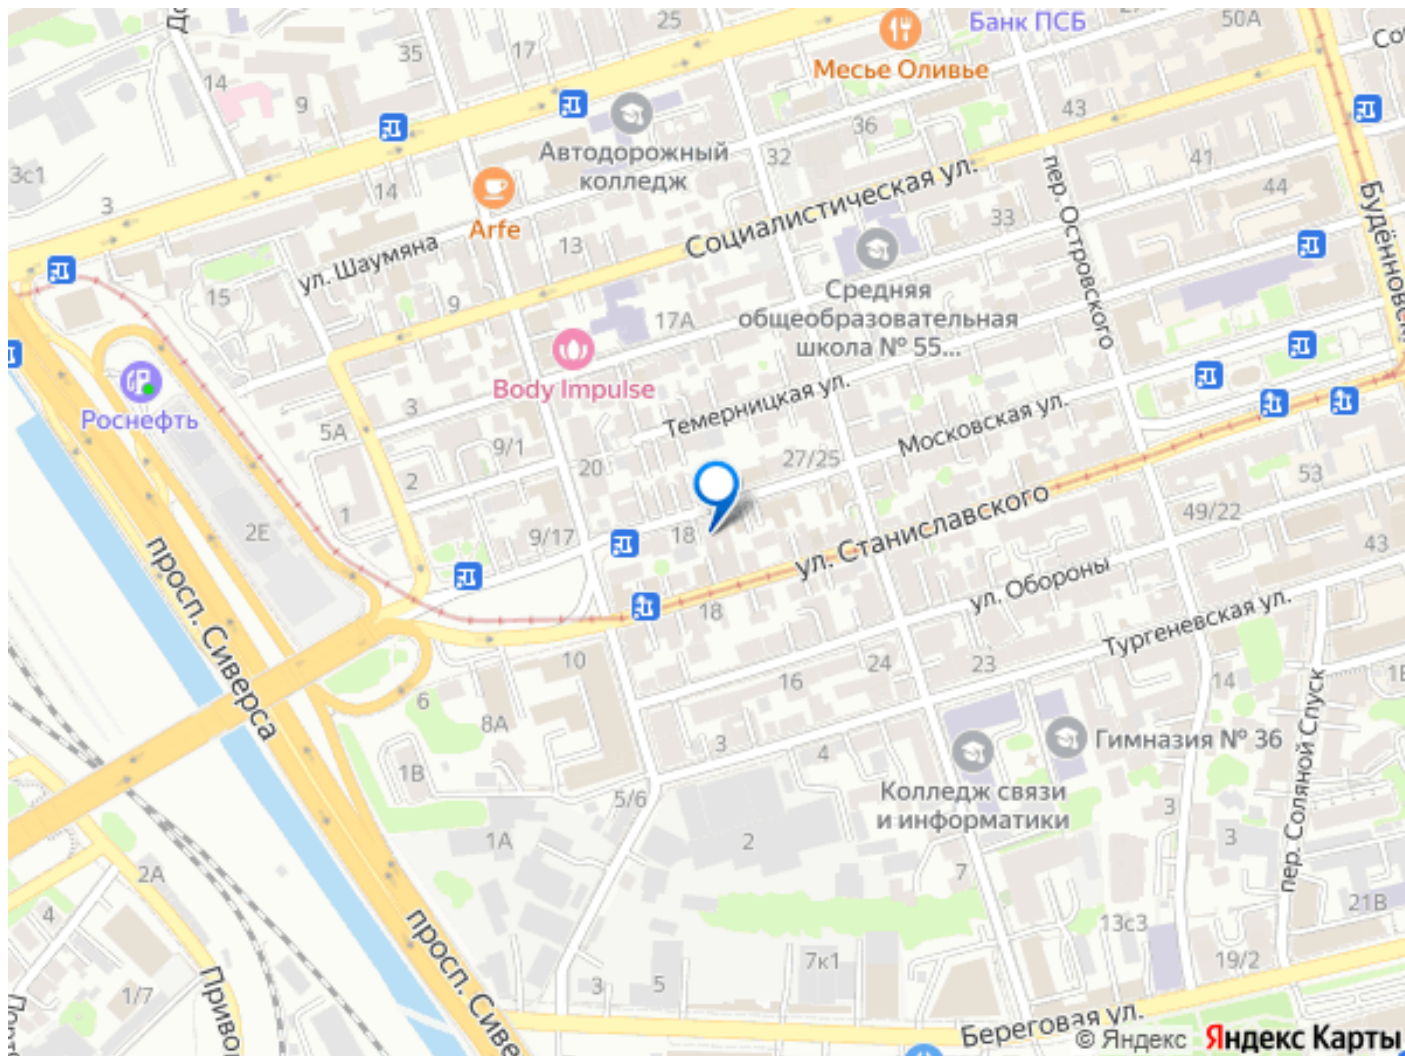 Банк ПСБ
50А
25
17
35
Месье Оливье
14
9
43
36
Автодорожный
колледж
32
41
3с1
14
3
44
пер. Островского
Социалистическая ул.
33
Arfe
13
ул. Шаумяна
15
9
17А
Средняя
общеобразовательная
школа № 55...
Body Impulse
Роснефть
3
5А
Темерницкая ул.
Московская ул.
9/1
20
27/25
2
1
2Е
9/17
18
ул. Станиславского
53
49/22
43
просп. Сиверса
18
ул. Обороны
Тургеневская ул.
10
24
23
16
14
6
8А
3
4
Гимназия № 36
1В
5/6
Колледж связи
и информатики
пер. Соляной Спуск
1А
2
3
3
7
2А
4
21В
13с3
19/2
7к1
3
5
1/7
Береговая ул.
© Яндекс Яндекс Карты